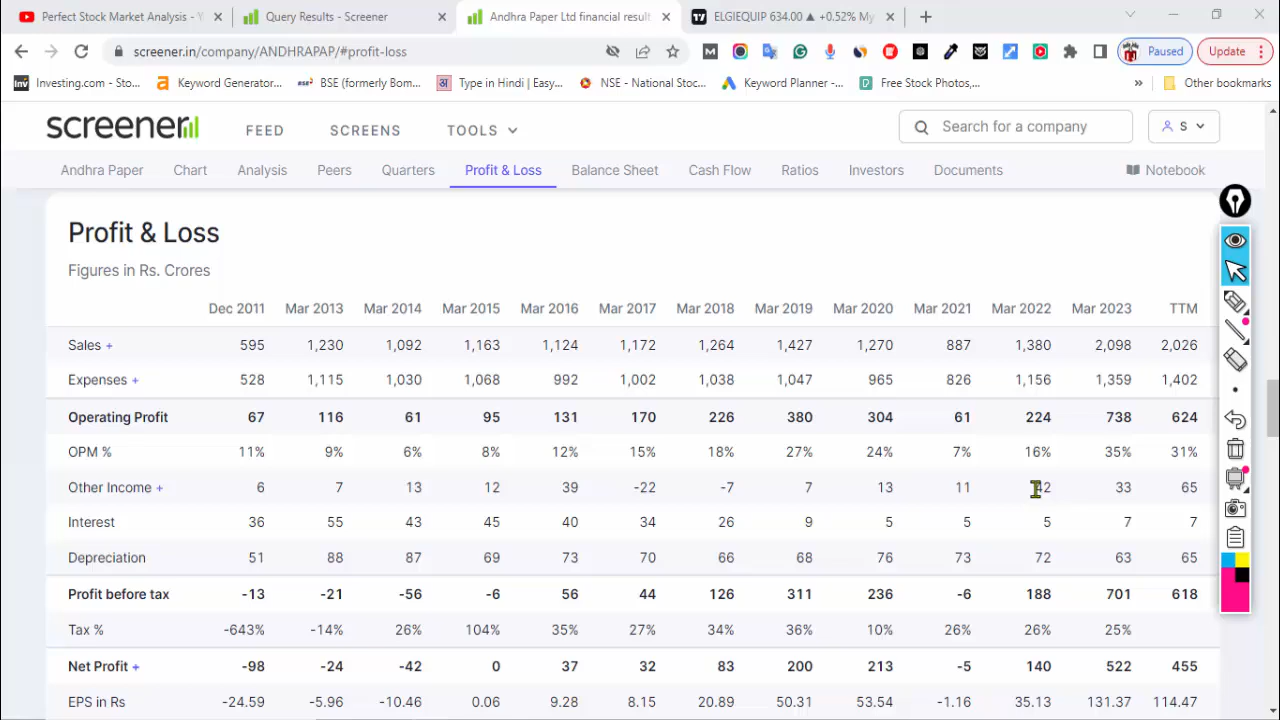 Perfect Stock Market Analysis - Y
Query Results - Screener
Andhra Paper Ltd financial result
ELGIEQUIP 634.00 ▲ +0.52% My
screener.in/company/ANDHRAPAP/#profit-loss
Paused
Update
Investing.com - Sto...
Keyword Generator...
BSE (formerly Bom...
Type in Hindi | Easy...
NSE - National Stoc...
Keyword Planner -...
Free Stock Photos,...
»
Other bookmarks
screener
FEED
SCREENS
TOOLS
Search for a company
S
Andhra Paper
Chart
Analysis
Peers
Quarters
Profit & Loss
Balance Sheet
Cash Flow
Ratios
Investors
Documents
Notebook
Profit & Loss
Figures in Rs. Crores
Dec 2011 Mar 2013 Mar 2014 Mar 2015 Mar 2016 Mar 2017 Mar 2018 Mar 2019 Mar 2020 Mar 2021 Mar 2022 Mar 2023 TTM
Sales + 595 1,230 1,092 1,163 1,124 1,172 1,264 1,427 1,270 887 1,380 2,098 2,026
Expenses + 528 1,115 1,030 1,068 992 1,002 1,038 1,047 965 826 1,156 1,359 1,402
Operating Profit 67 116 61 95 131 170 226 380 304 61 224 738 624
OPM % 11% 9% 6% 8% 12% 15% 18% 27% 24% 7% 16% 35% 31%
Other Income + 6 7 13 12 39 -22 -7 7 13 11 42 33 65
Interest 36 55 43 45 40 34 26 9 5 5 5 7 7
Depreciation 51 88 87 69 73 70 66 68 76 73 72 63 65
Profit before tax -13 -21 -56 -6 56 44 126 311 236 -6 188 701 618
Tax % -643% -14% 26% 104% 35% 27% 34% 36% 10% 26% 26% 25%
Net Profit + -98 -24 -42 0 37 32 83 200 213 -5 140 522 455
EPS in Rs -24.59 -5.96 -10.46 0.06 9.28 8.15 20.89 50.31 53.54 -1.16 35.13 131.37 114.47